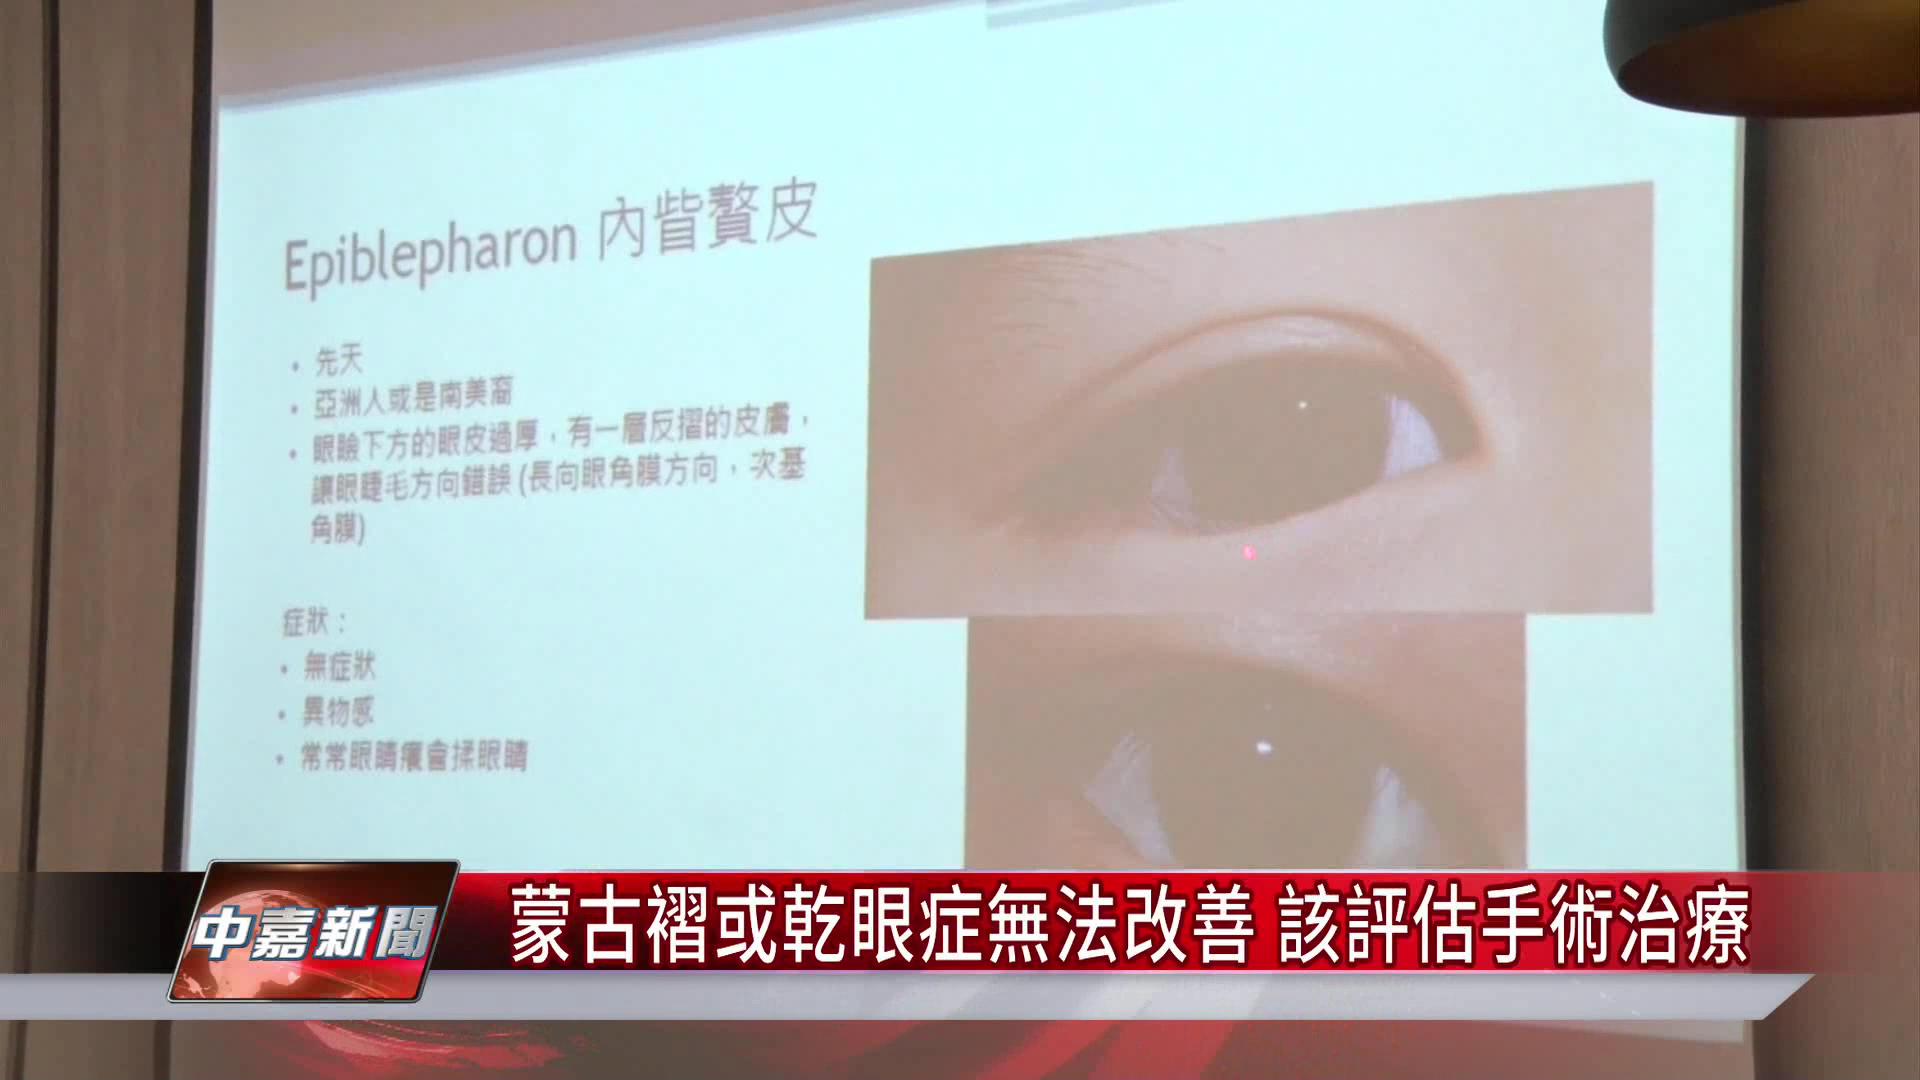 Epiblepharon 內眥贅皮
• 先天
• 亞洲人或是南美裔
• 眼瞼下方的眼皮過厚，有一層反摺的皮膚，
讓眼睫毛方向錯誤 (長向眼角膜方向，次基
角膜)
症狀：
• 無症狀
• 異物感
• 常常眼睛癢會揉眼睛
中嘉新聞
蒙古褶或乾眼症無法改善 該評估手術治療